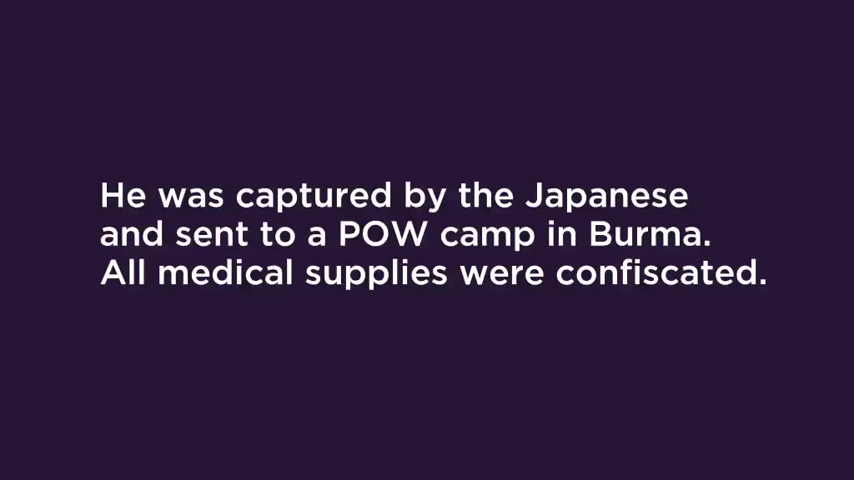 He was captured by the Japanese
and sent to a POW camp in Burma.
All medical supplies were confiscated.